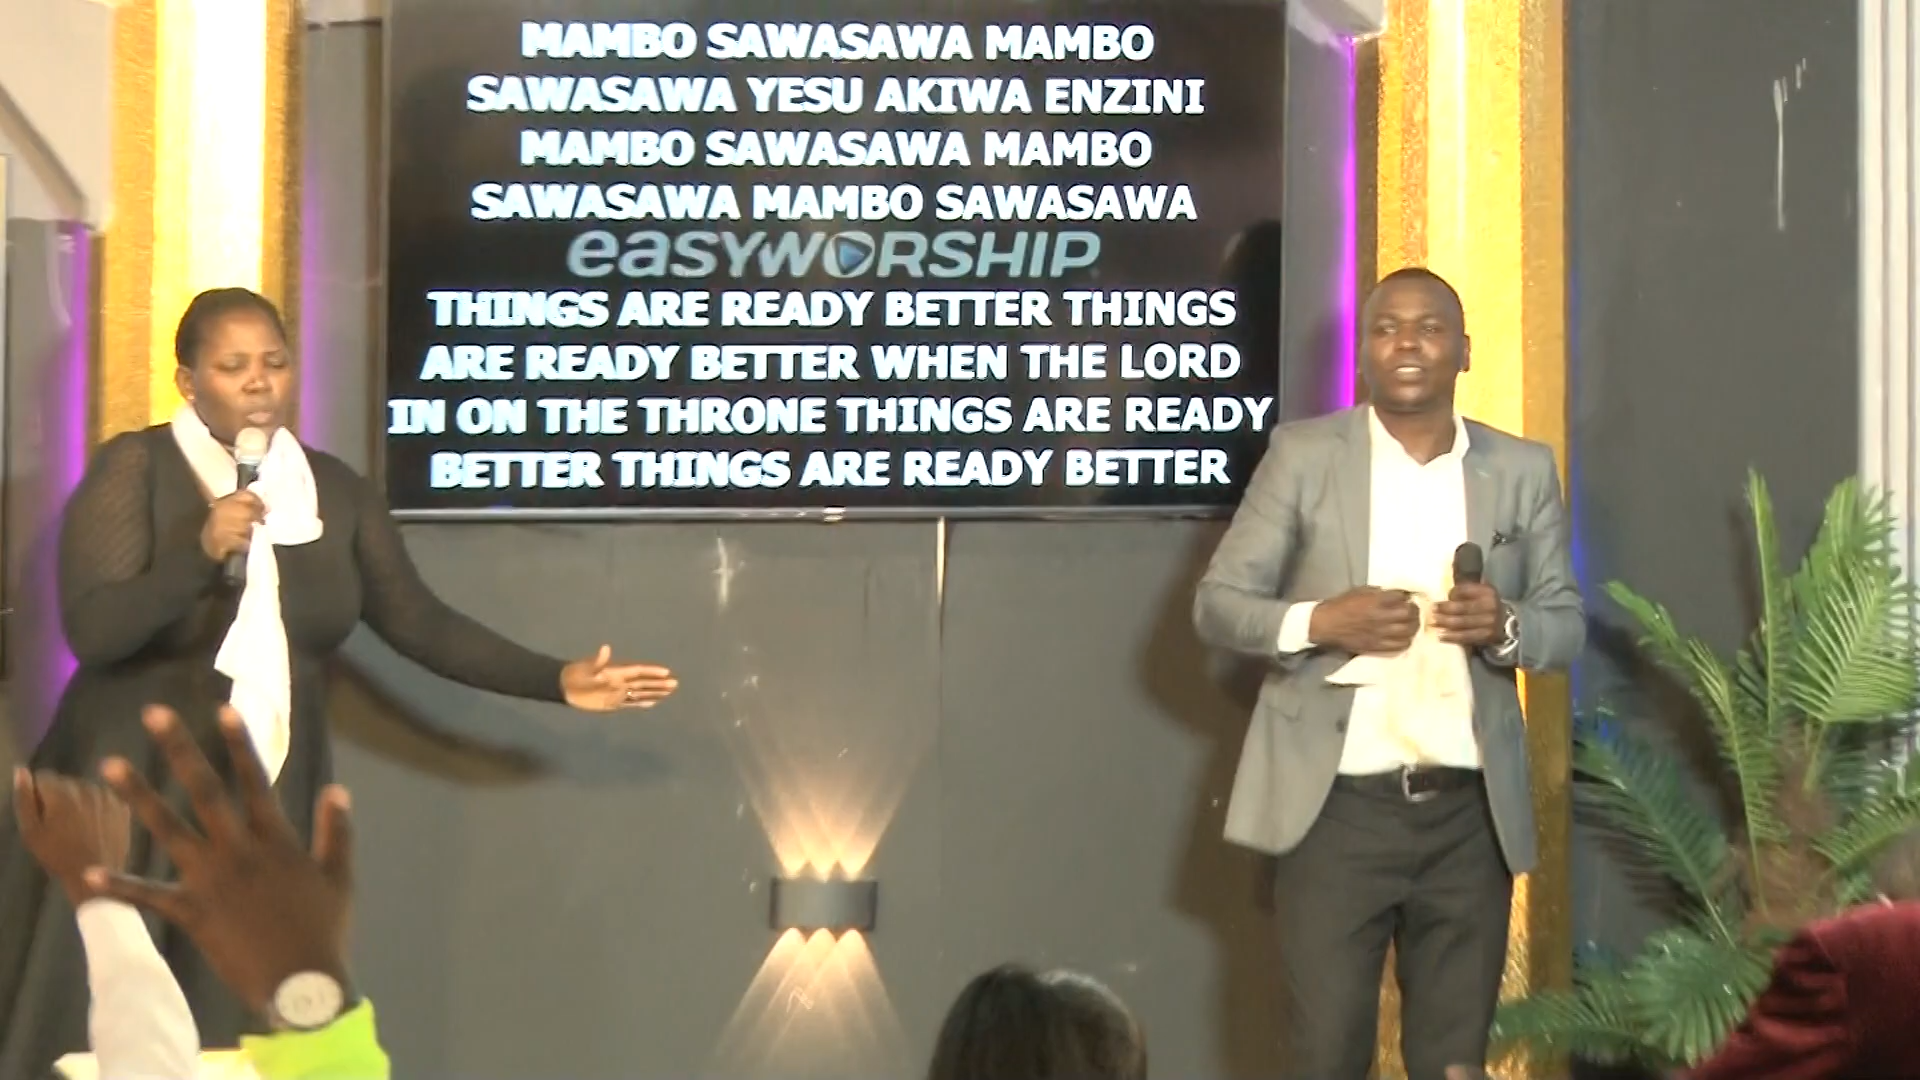 MAMBO SAWASAWA MAMBO
SAWASAWA YESU AKIWA ENZINI
MAMBO SAWASAWA MAMBO
SAWASAWA MAMBO SAWASAWA
easyworship
THINGS ARE READY BETTER THINGS
ARE READY BETTER WHEN THE LORD
IN ON THE THRONE THINGS ARE READY
BETTER THINGS ARE READY BETTER